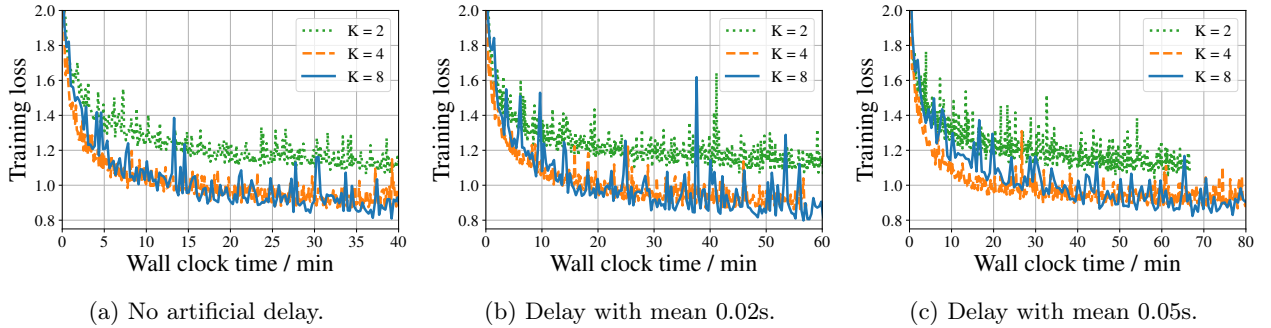 2.0
1.8
1.6
1.4
1.2
1.0
0.8
Training loss
0 5 10 15 20 25 30 35 40
Wall clock time / min
K = 2
K = 4
K = 8
(a) No artificial delay.
2.0
1.8
1.6
1.4
1.2
1.0
0.8
Training loss
0 10 20 30 40 50 60
Wall clock time / min
K = 2
K = 4
K = 8
(b) Delay with mean 0.02s.
2.0
1.8
1.6
1.4
1.2
1.0
0.8
Training loss
0 10 20 30 40 50 60 70 80
Wall clock time / min
K = 2
K = 4
K = 8
(c) Delay with mean 0.05s.